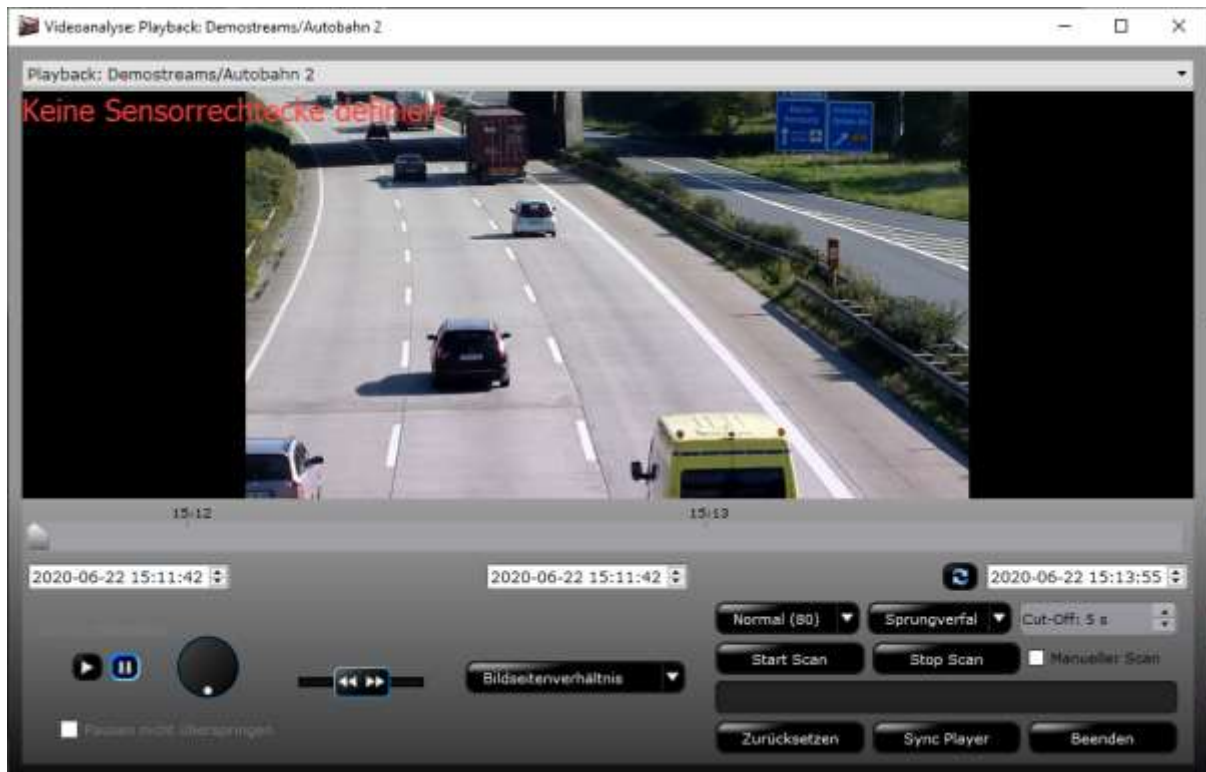 Videoanalyse: Playback: Demostreams/Autobahn 2
Playback: Demostreams/Autobahn 2
Keine Sensorrechtecke definiert
15:12
15:13
2020-06-22 15:11:42
2020-06-22 15:11:42
2020-06-22 15:13:55
Normal (80)
Sprungverfal
Cut-Off: 5 s
Start Scan
Stop Scan
Manueller Scan
Bildseitenverhältnis
Pausen nicht überspringen
Zurücksetzen
Sync Player
Beenden